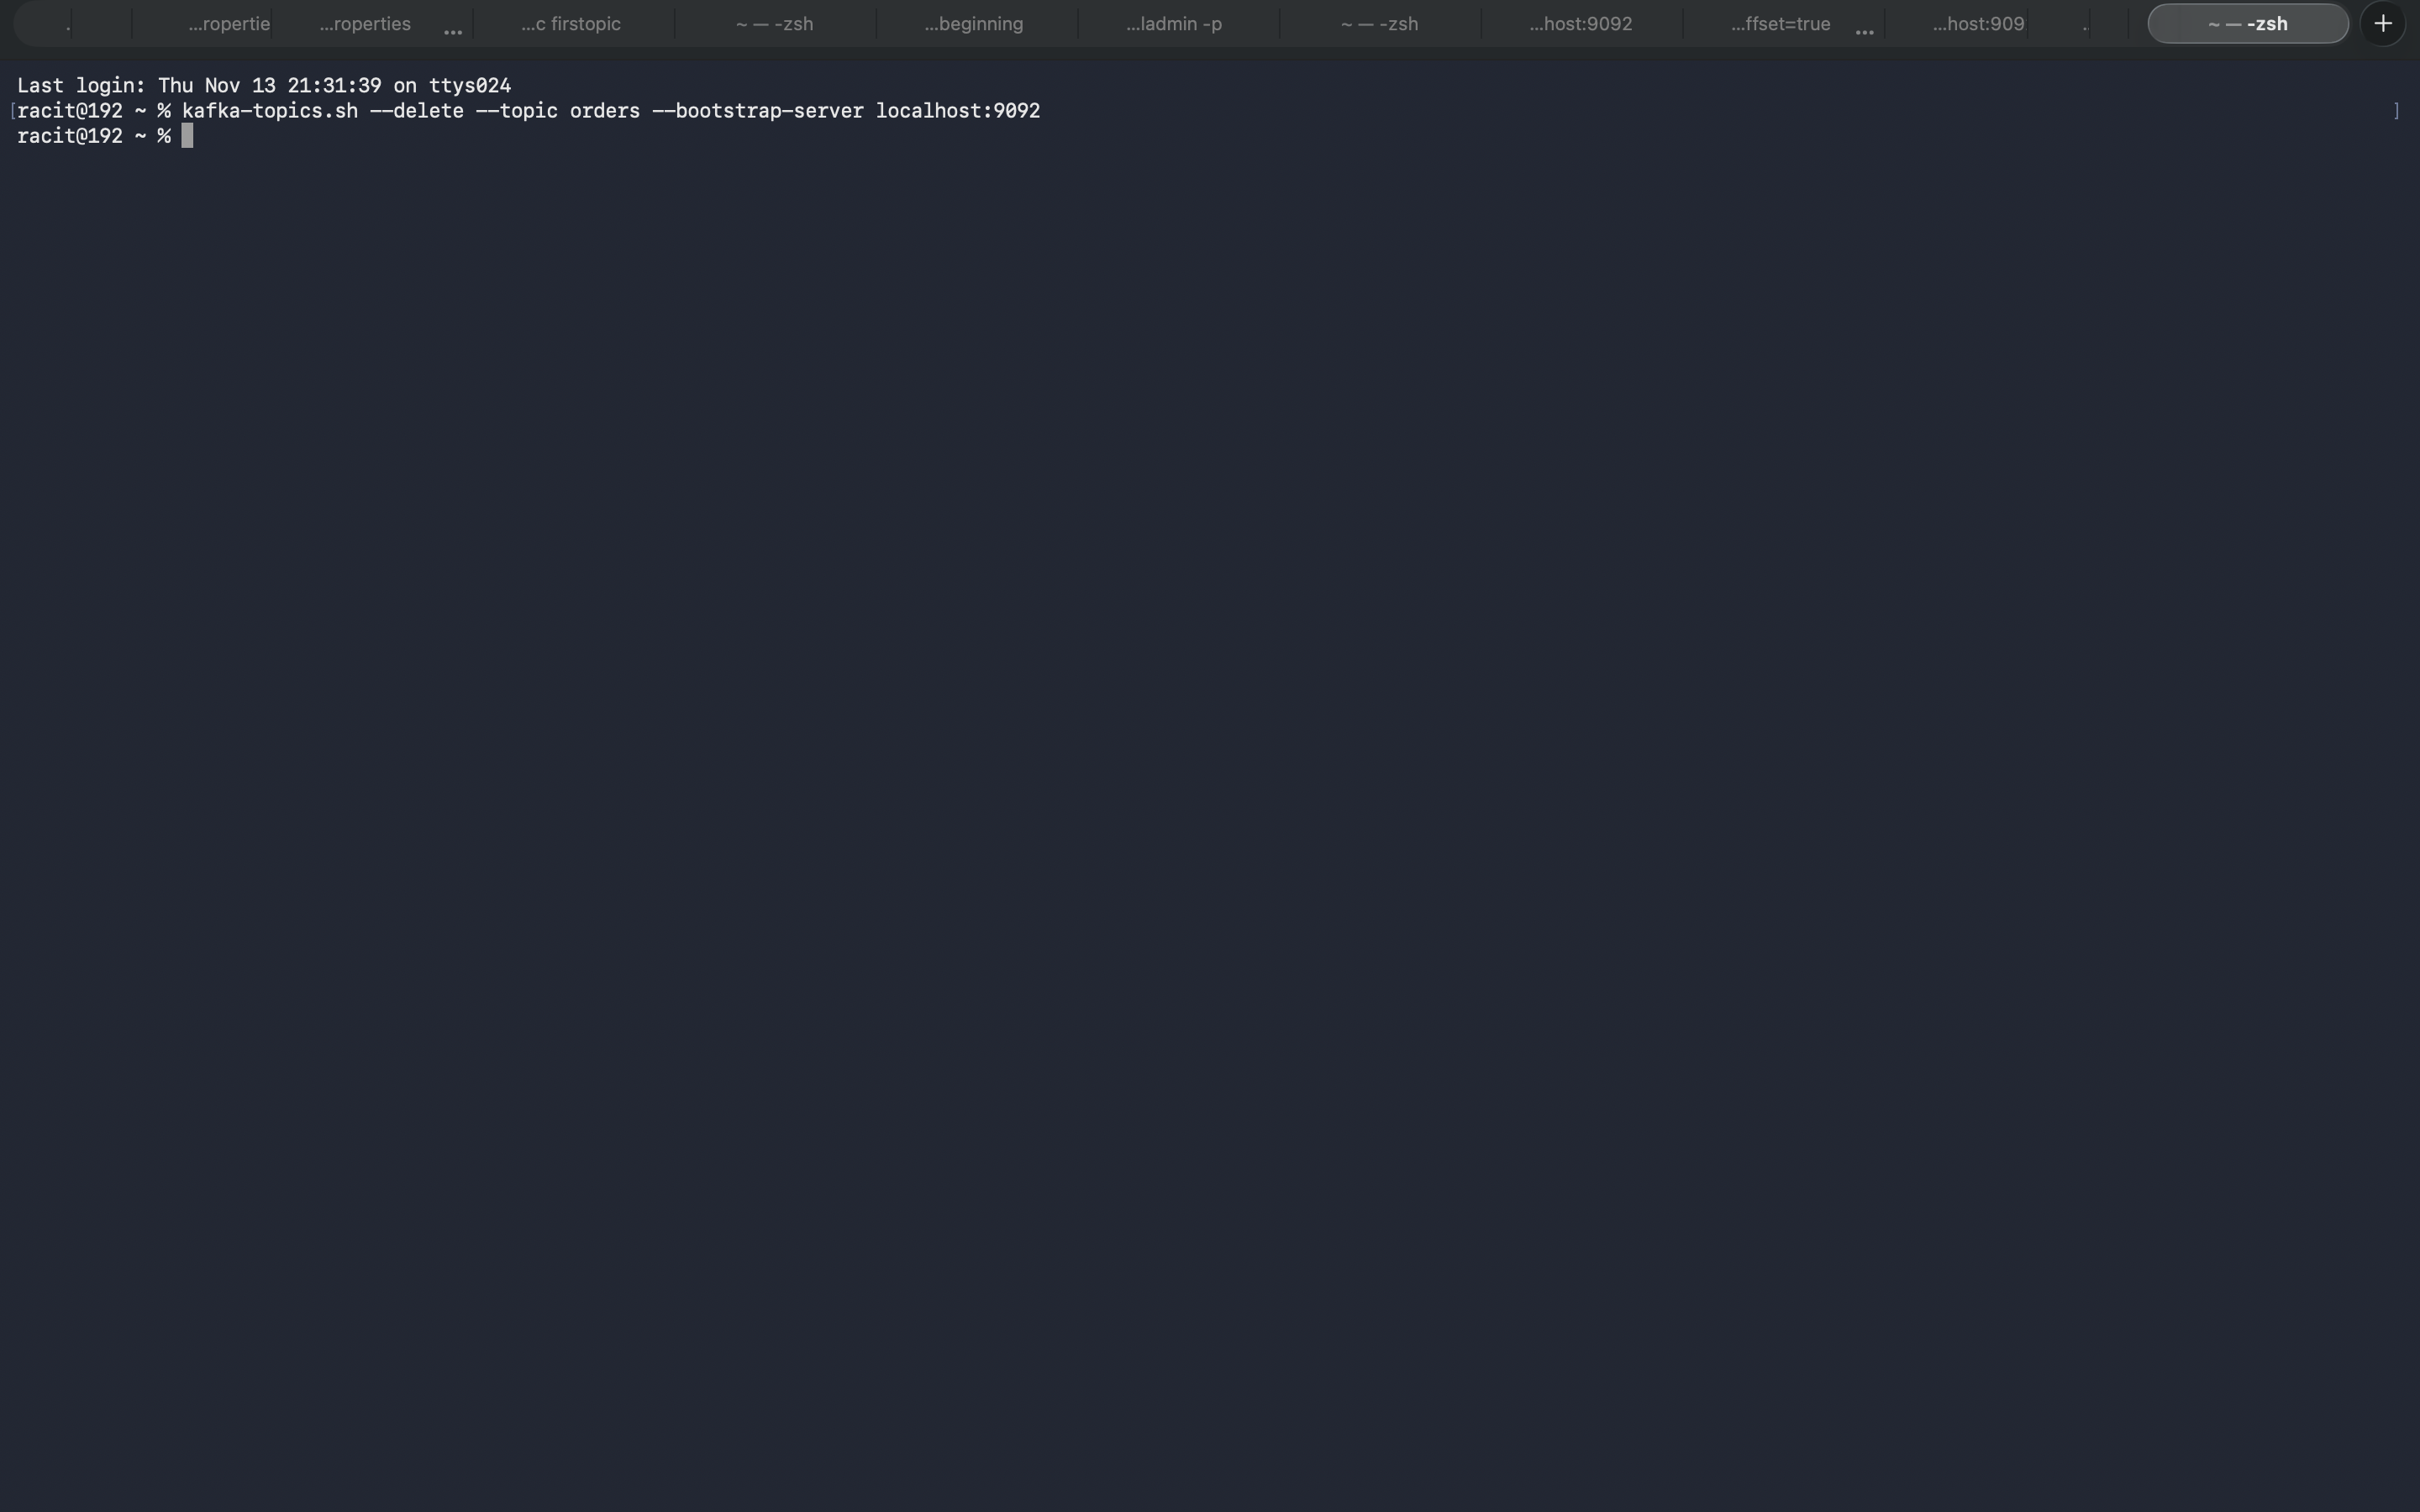 ...ropertie ...roperties ... ...c firstopic ~ — -zsh ...beginning ...ladmin -p ~ — -zsh ...host:9092 ...ffset=true ... ...host:909 ~ — -zsh +
Last login: Thu Nov 13 21:31:39 on ttys024
[racit@192 ~ % kafka-topics.sh --delete --topic orders --bootstrap-server localhost:9092 ]
racit@192 ~ %